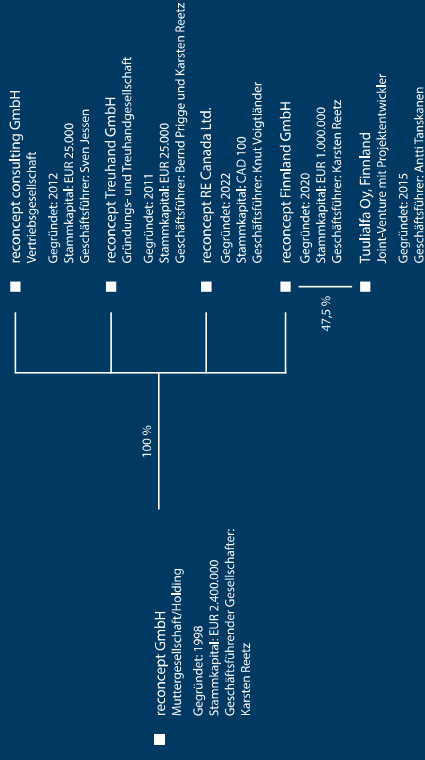 reconcept GmbH
Muttergesellschaft/Holding
Gegründet: 1998
Stammkapital: EUR 2.400.000
Geschäftsführender Gesellschafter:
Karsten Reetz
100 %
reconcept consulting GmbH
Vertriebsgesellschaft
Gegründet: 2012
Stammkapital: EUR 25.000
Geschäftsführer: Sven Jessen
reconcept Treuhand GmbH
Gründungs- und Treuhandgesellschaft
Gegründet: 2011
Stammkapital: EUR 25.000
Geschäftsführer: Bernd Prigge und Karsten Reetz
reconcept RE Canada Ltd.
Gegründet: 2022
Stammkapital: CAD 100
Geschäftsführer: Knut Voigtländer
reconcept Finnland GmbH
Gegründet: 2020
Stammkapital: EUR 1.000.000
Geschäftsführer: Karsten Reetz
47,5 %
Tuulialfa Oy, Finnland
Joint-Venture mit Projektentwickler
Gegründet: 2015
Geschäftsführer: Antti Tanskanen